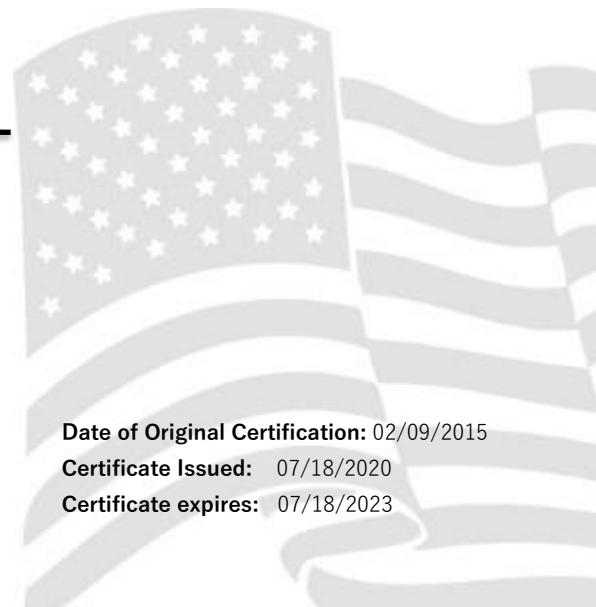 Date of Original Certification: 02/09/2015
Certificate Issued: 07/18/2020
Certificate expires: 07/18/2023